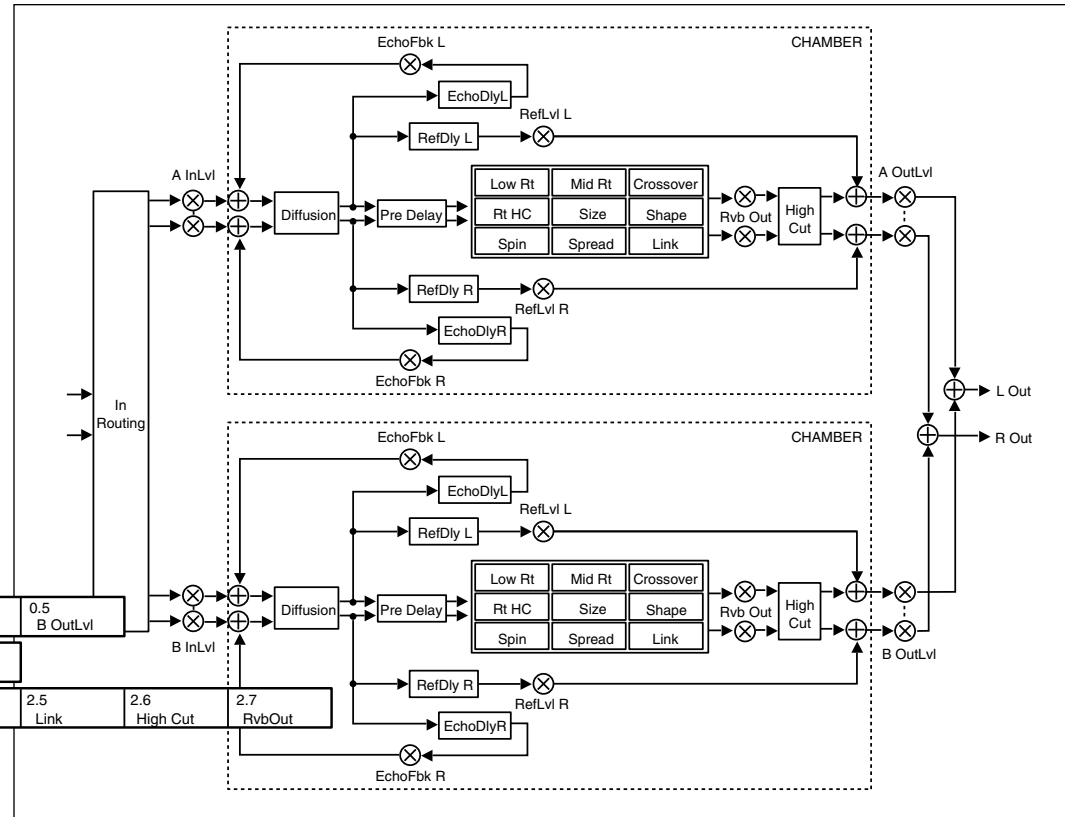 EchoFbk L
CHAMBER
EchoDlyL
RefLvl L
RefDly L
A InLvl
A OutLvl
Low Rt
Mid Rt
Crossover
Diffusion
Pre Delay
Rt HC
Size
Shape
Rvb Out
High
Cut
Spin
Spread
Link
RefDly R
RefLvl R
EchoDlyR
EchoFbk R
In
Routing
L Out
R Out
EchoFbk L
CHAMBER
EchoDlyL
RefLvl L
RefDly L
Low Rt
Mid Rt
Crossover
Diffusion
Pre Delay
Rt HC
Size
Shape
Rvb Out
High
Cut
0.5
B OutLvl
Spin
Spread
Link
B InLvl
B OutLvl
RefDly R
RefLvl R
2.5
Link
2.6
High Cut
2.7
RvbOut
EchoDlyR
EchoFbk R